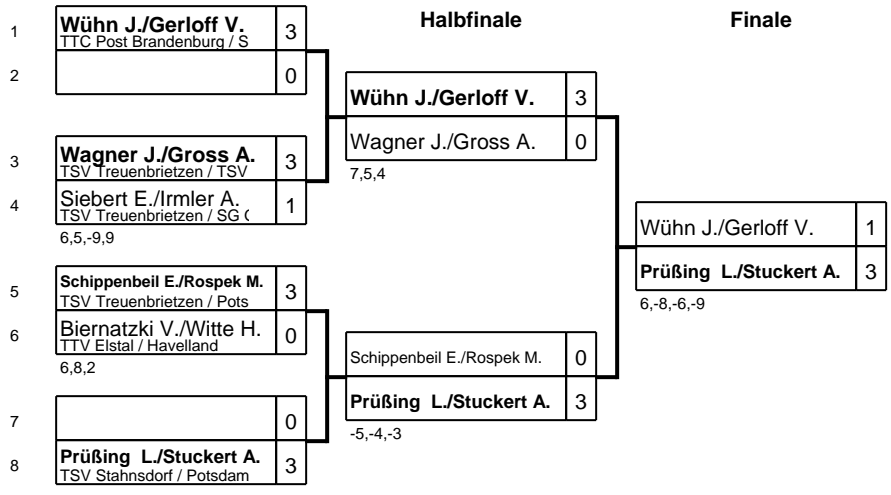 Halbfinale
Finale
1
Wühn J./Gerloff V.
3
TTC Post Brandenburg / S
2
0
3
Wagner J./Gross A.
3
TSV Treuenbrietzen / TSV
4
Siebert E./Irmler A.
1
TSV Treuenbrietzen / SG
6,5,-9,9
5
Schippenbeil E./Rospek M.
3
TSV Treuenbrietzen / Pots
6
Biernatzki V./Witte H.
0
TTV Elstal / Havelland
6,8,2
7
0
8
Prüßing L./Stuckert A.
3
TSV Stahnsdorf / Potsdam
Wühn J./Gerloff V.
3
Wagner J./Gross A.
0
7,5,4
Schippenbeil E./Rospek M.
0
Prüßing L./Stuckert A.
3
-5,-4,-3
Wühn J./Gerloff V.
1
Prüßing L./Stuckert A.
3
6,-8,-6,-9